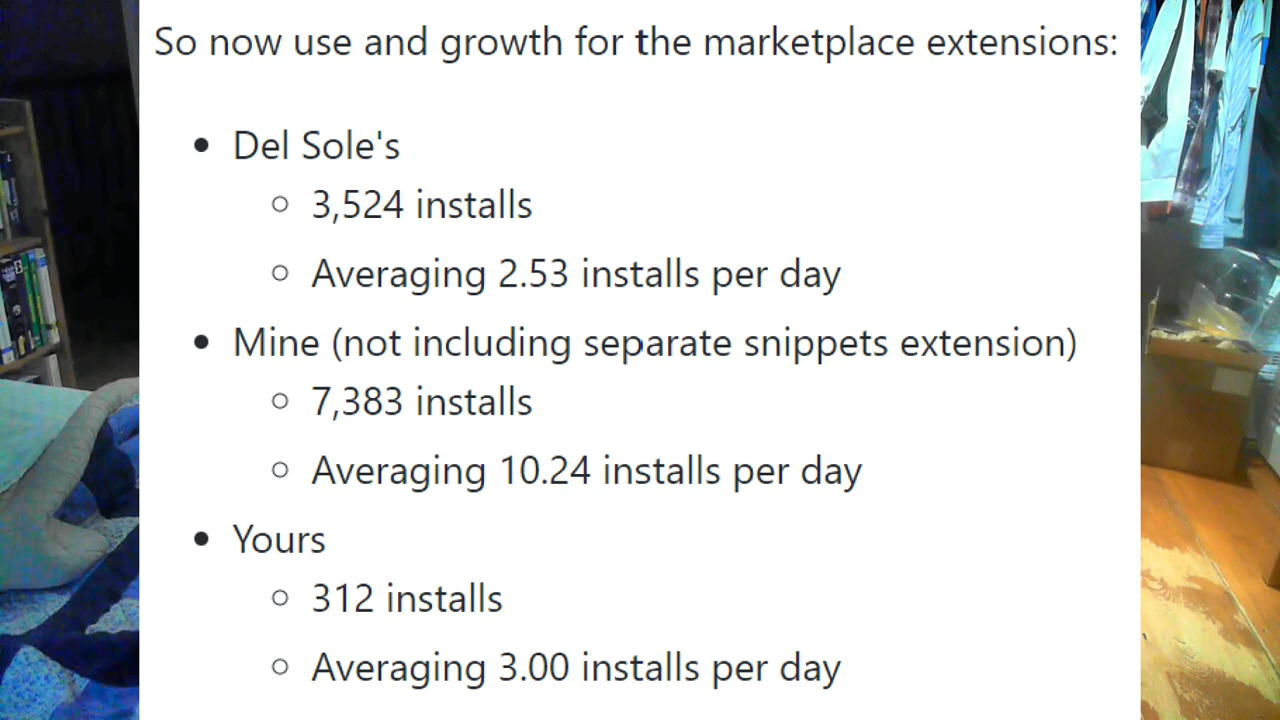 So now use and growth for the marketplace extensions:
• Del Sole's
○ 3,524 installs
○ Averaging 2.53 installs per day
• Mine (not including separate snippets extension)
○ 7,383 installs
○ Averaging 10.24 installs per day
• Yours
○ 312 installs
○ Averaging 3.00 installs per day